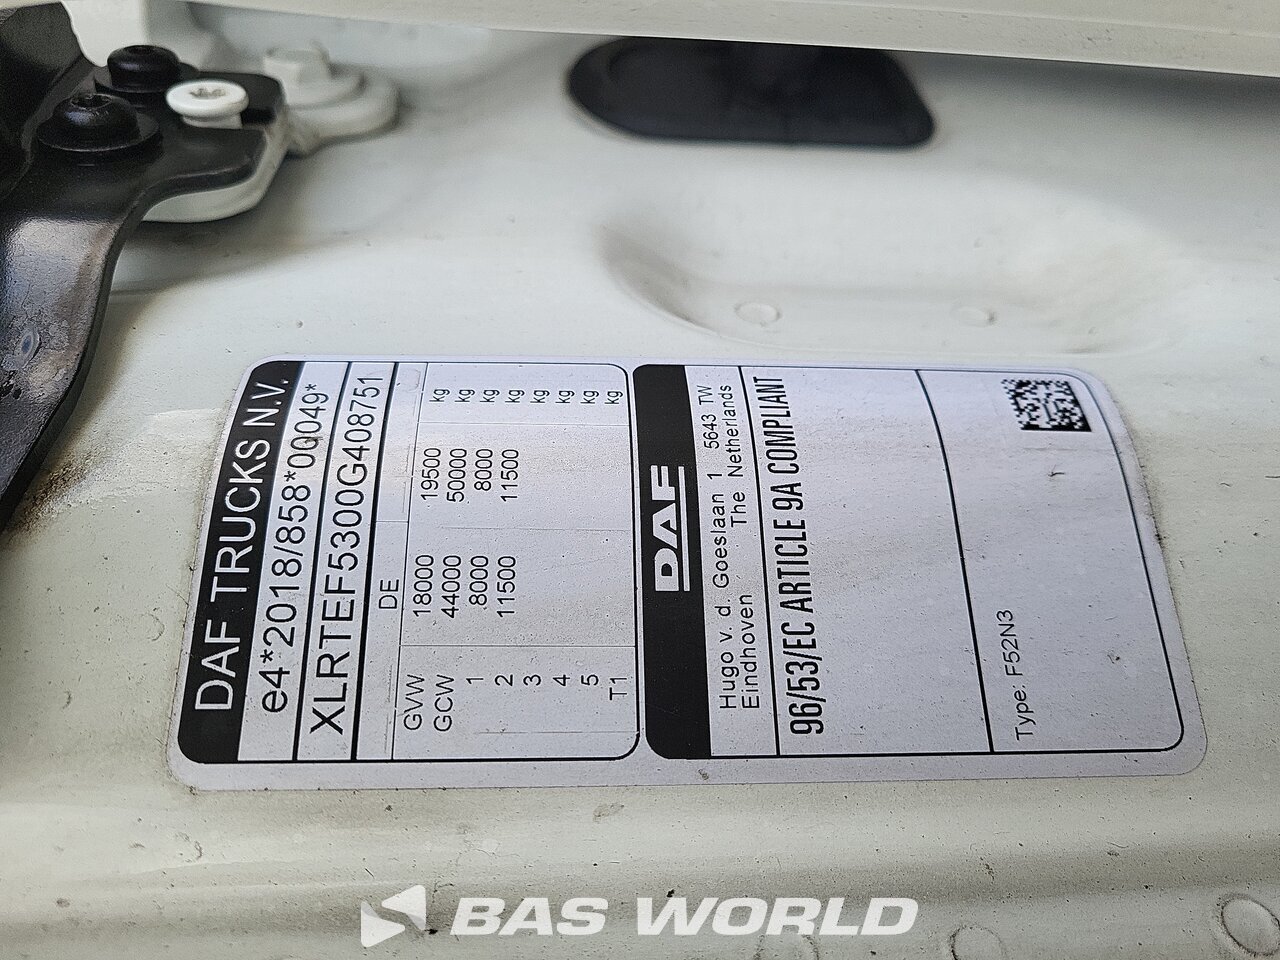 DAF TRUCKS N.V.
e4*2018/858*00049*
XLRTEF5300G408751
DE
GVW 18000 19500 kg
GCW 44000 50000 kg
1 8000 8000 kg
2 11500 11500 kg
3 kg
4 kg
5 kg
T1 kg
DAF
Hugo v. d. Goeslaan 1 5643 TW
Eindhoven The Netherlands
96/53/EC ARTICLE 9A COMPLIANT
Type: F52N3
BAS WORLD